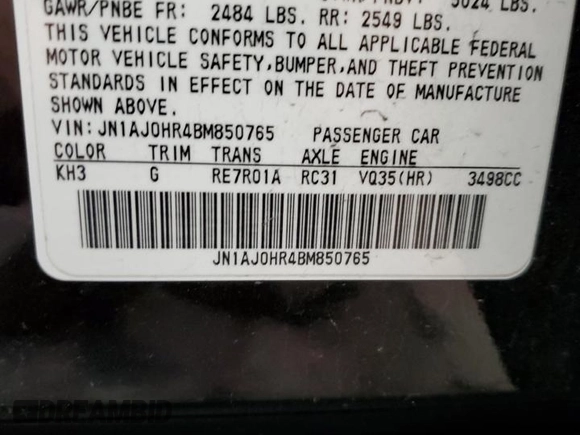 GAWR/PNBE FR: 2484 LBS. RR: 2549 LBS.
THIS VEHICLE CONFORMS TO ALL APPLICABLE FEDERAL
MOTOR VEHICLE SAFETY,BUMPER,AND THEFT PREVENTION
STANDARDS IN EFFECT ON THE DATE OF MANUFACTURE
SHOWN ABOVE.
VIN:JN1AJ0HR4BM850765 PASSENGER CAR
COLOR TRIM TRANS AXLE ENGINE
KH3 G RE7R01A RC31 VQ35(HR) 3498CC
JN1AJ0HR4BM850765
DREAMBID